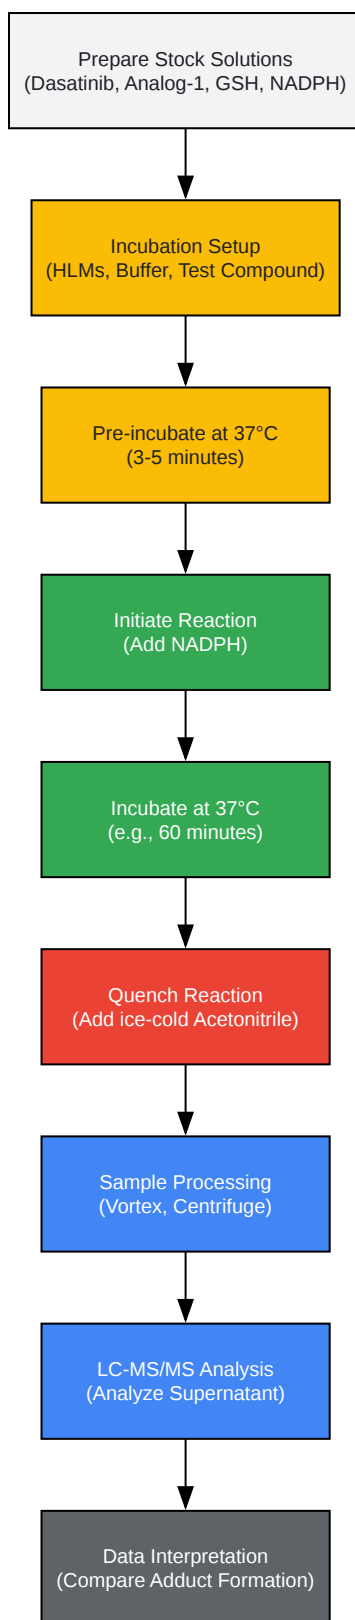 Prepare Stock Solutions
(Dasatinib, Analog-1, GSH, NADPH)
Incubation Setup
(HLMs, Buffer, Test Compound)
Pre-incubate at 37°C
(3-5 minutes)
Initiate Reaction
(Add NADPH)
Incubate at 37°C
(e.g., 60 minutes)
Quench Reaction
(Add ice-cold Acetonitrile)
Sample Processing
(Vortex, Centrifuge)
LC-MS/MS Analysis
(Analyze Supernatant)
Data Interpretation
(Compare Adduct Formation)